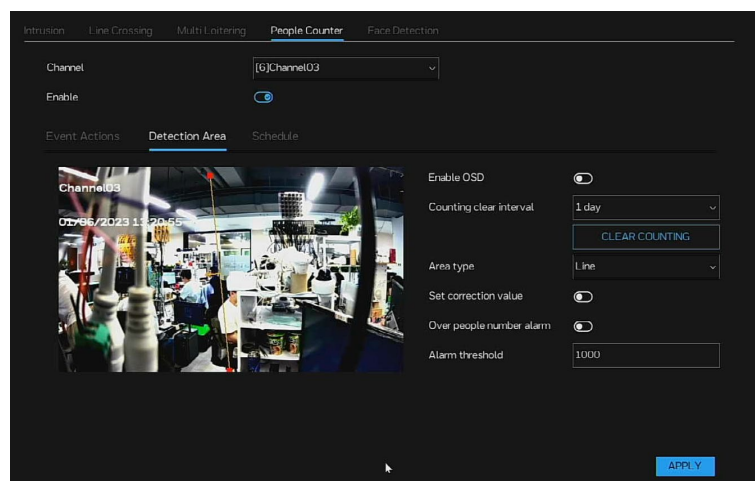 Intrusion Line Crossing Multi Loitering People Counter Face Detection
Channel [6]Channel03
Enable
Event Actions Detection Area Schedule
Channel03
01/06/2023 13:20:55
Enable OSD
Counting clear interval 1 day
CLEAR COUNTING
Area type Line
Set correction value
Over people number alarm
Alarm threshold 1000
APPLY